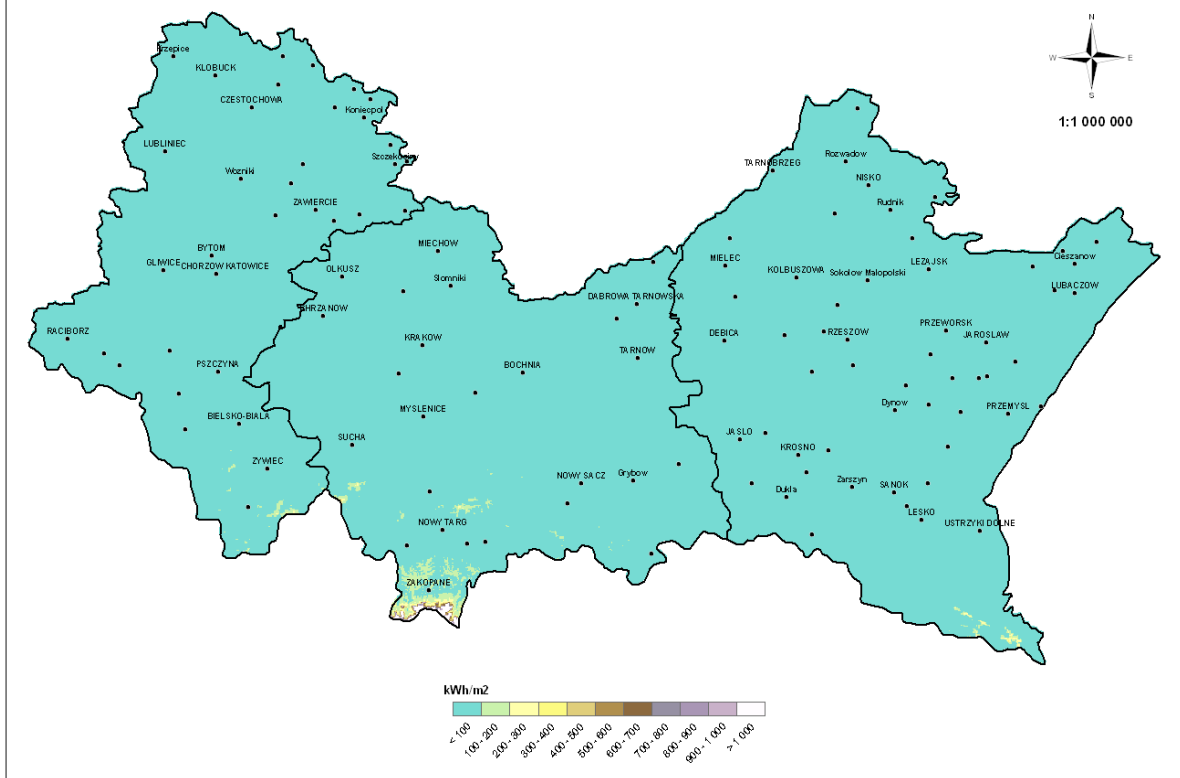 N
W E
S
1:1 000 000
Krzepice
KLOBUCK
CZESTOCHOWA
Koniecpol
LUBLINIEC
Szczekociny
Wozniki
ZAWIERCIE
BYTOM
GLIWICE CHORZOW KATOWICE
RACIBORZ
PSZCZYNA
BIELSKO-BIALA
ZYWIEC
MIECHOW
OLKUSZ
Slomniki
CHRZANOW
DABROWA TARNOWSKA
KRAKOW
TARNOW
BOCHNIA
MYSLENICE
SUCHA
NOWY SACZ
Grybow
NOWY TARG
ZAKOPANE
TARNOBRZEG
Rozwadow
NISKO
Rudnik
MIELEC
KOLBUSZOWA
Sokolow Malopolski
LEZAJSK
Cieszanow
LUBACZOW
DEBICA
RZESZOW
PRZEWORSK
JAROSLAW
Dynow
PRZEMYSL
JASLO
KROSNO
Dukla
Zarszyn
SANOK
LESKO
USTRZYKI DOLNE
kWh/m2
< 100
100 - 200
200 - 300
300 - 400
400 - 500
500 - 600
600 - 700
700 - 800
800 - 900
900 - 1 000
> 1 000